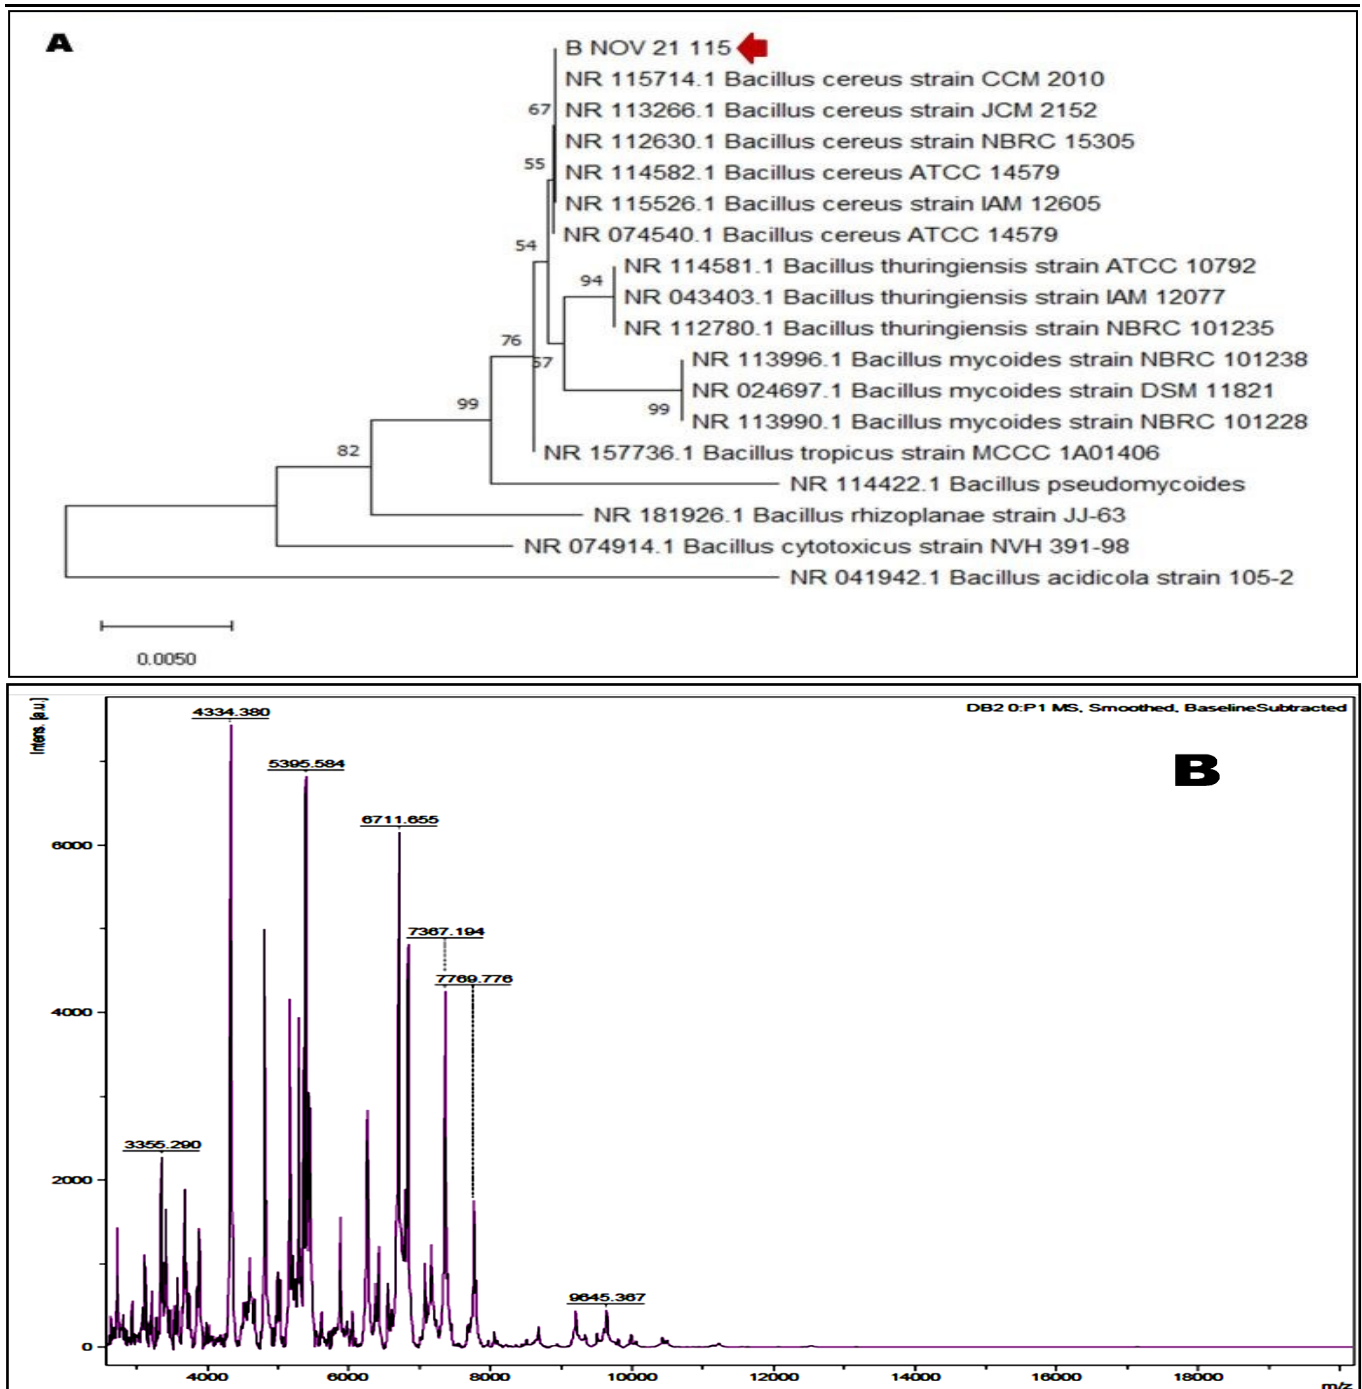 A
B NOV 21 115
NR 115714.1 Bacillus cereus strain CCM 2010
67
NR 113266.1 Bacillus cereus strain JCM 2152
NR 112630.1 Bacillus cereus strain NBRC 15305
55
NR 114582.1 Bacillus cereus ATCC 14579
NR 115526.1 Bacillus cereus strain IAM 12605
NR 074540.1 Bacillus cereus ATCC 14579
54
NR 114581.1 Bacillus thuringiensis strain ATCC 10792
94
NR 043403.1 Bacillus thuringiensis strain IAM 12077
NR 112780.1 Bacillus thuringiensis strain NBRC 101235
76
57
NR 113996.1 Bacillus mycoides strain NBRC 101238
NR 024697.1 Bacillus mycoides strain DSM 11821
99
99
NR 113990.1 Bacillus mycoides strain NBRC 101228
82
NR 157736.1 Bacillus tropicus strain MCCC 1A01406
NR 114422.1 Bacillus pseudomycoides
NR 181926.1 Bacillus rhizoplanae strain JJ-63
NR 074914.1 Bacillus cytotoxicus strain NVH 391-98
NR 041942.1 Bacillus acidicola strain 105-2
0.0050
Intens. [a.u.]
DB2 0:P1 MS, Smoothed, BaselineSubtracted
B
4334.380
5395.584
6711.655
7367.194
7769.776
3355.290
9645.367
6000
4000
2000
0
4000 6000 8000 10000 12000 14000 16000 18000
m/z